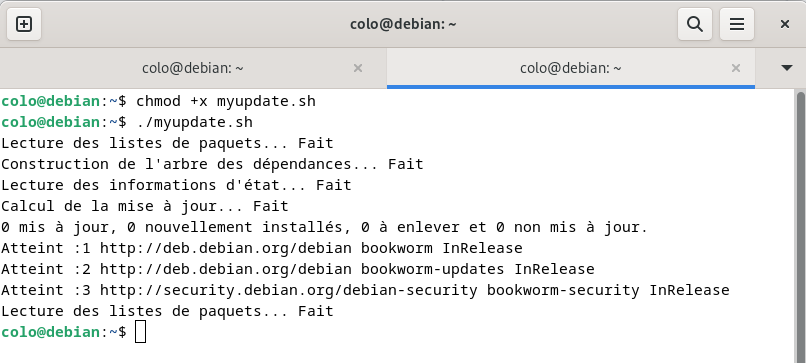 colo@debian: ~
colo@debian: ~
colo@debian: ~
colo@debian:~$ chmod +x myupdate.sh
colo@debian:~$ ./myupdate.sh
Lecture des listes de paquets... Fait
Construction de l'arbre des dépendances... Fait
Lecture des informations d'état... Fait
Calcul de la mise à jour... Fait
0 mis à jour, 0 nouvellement installés, 0 à enlever et 0 non mis à jour.
Atteint :1 http://deb.debian.org/debian bookworm InRelease
Atteint :2 http://deb.debian.org/debian bookworm-updates InRelease
Atteint :3 http://security.debian.org/debian-security bookworm-security InRelease
Lecture des listes de paquets... Fait
colo@debian:~$